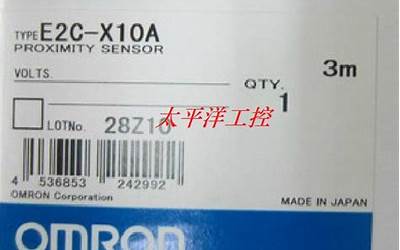 TYPE E2C-X10A
PROXIMITY SENSOR
VOLTS.
QTY.
3m
1
LOTNo. 28Z10
太平洋工控
4 536853 242992
OMRON Corporation
MADE IN JAPAN
OMRON